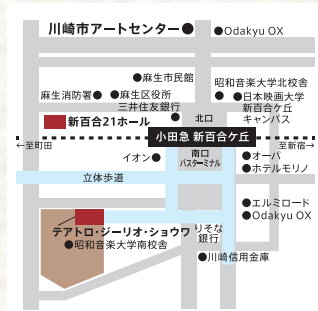 川崎市アートセンター●
●Odakyu OX
●麻生市民館
昭和音楽大学北校舎
麻生消防署●
●麻生区役所
●日本映画大学
新百合ケ丘
キャンパス
三井住友銀行
新百合21ホール
北口
小田急 新百合ケ丘
←至町田
至新宿→
イオン●
南口
バスターミナル
●オーパ
●ホテルモリノ
立体歩道
●エルミロード
●Odakyu OX
テアトロ・ジーリオ・ショウワ
●昭和音楽大学南校舎
りそな
銀行
●川崎信用金庫